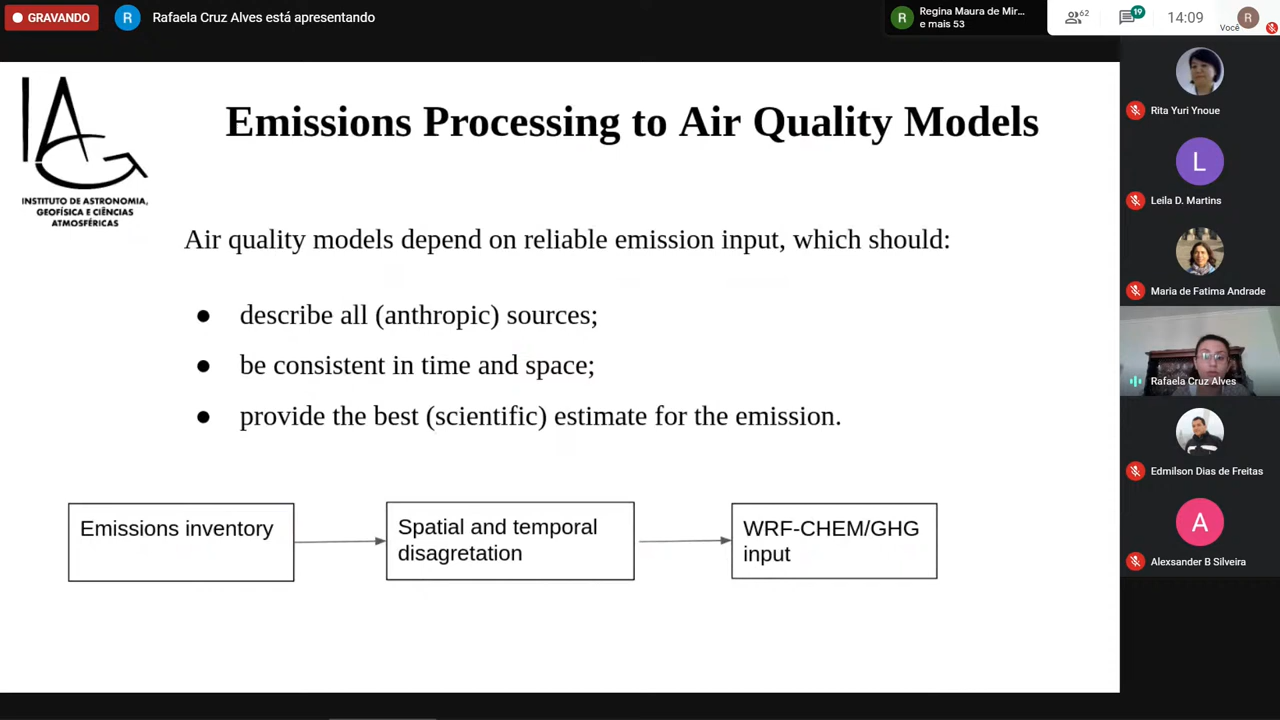 GRAVANDO
R
Rafaela Cruz Alves está apresentando
R
Regina Maura de Mir...
e mais 53
62
19
14:09
Você
R
Emissions Processing to Air Quality Models
INSTITUTO DE ASTRONOMIA,
GEOFÍSICA E CIÊNCIAS
ATMOSFÉRICAS
Air quality models depend on reliable emission input, which should:
● describe all (anthropic) sources;
● be consistent in time and space;
● provide the best (scientific) estimate for the emission.
Emissions inventory
Spatial and temporal
disagretation
WRF-CHEM/GHG
input
Rita Yuri Ynoue
L
Leila D. Martins
Maria de Fatima Andrade
Rafaela Cruz Alves
Edmilson Dias de Freitas
A
Alexsander B Silveira